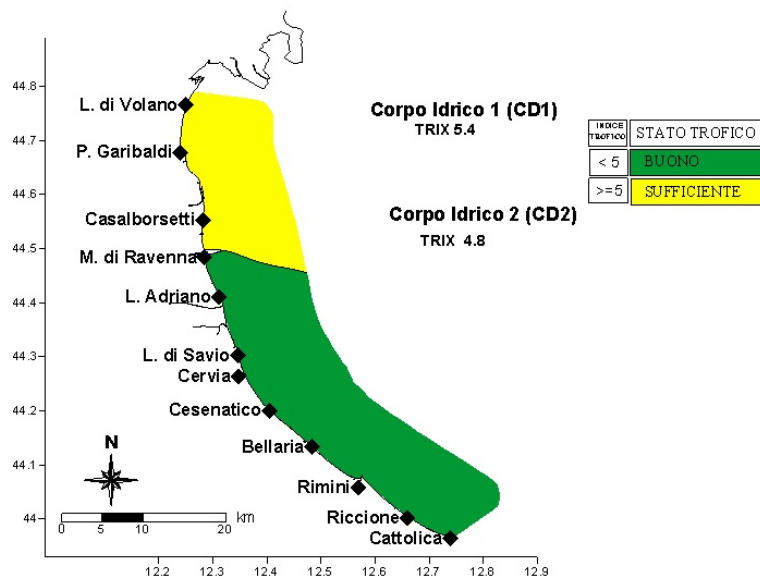 44.8
L. di Volano
44.7
P. Garibaldi
44.6
Casalborsetti
44.5
M. di Ravenna
44.4
L. Adriano
44.3
L. di Savio
Cervia
44.2
Cesenatico
Bellaria
44.1
Rimini
44
Riccione
Cattolica
Corpo Idrico 1 (CD1)
TRIX 5.4
Corpo Idrico 2 (CD2)
TRIX 4.8
INDICE
TROFICO
STATO TROFICO
< 5 BUONO
>=5 SUFFICIENTE
N
0 5 10 20 km
12.2 12.3 12.4 12.5 12.6 12.7 12.8 12.9